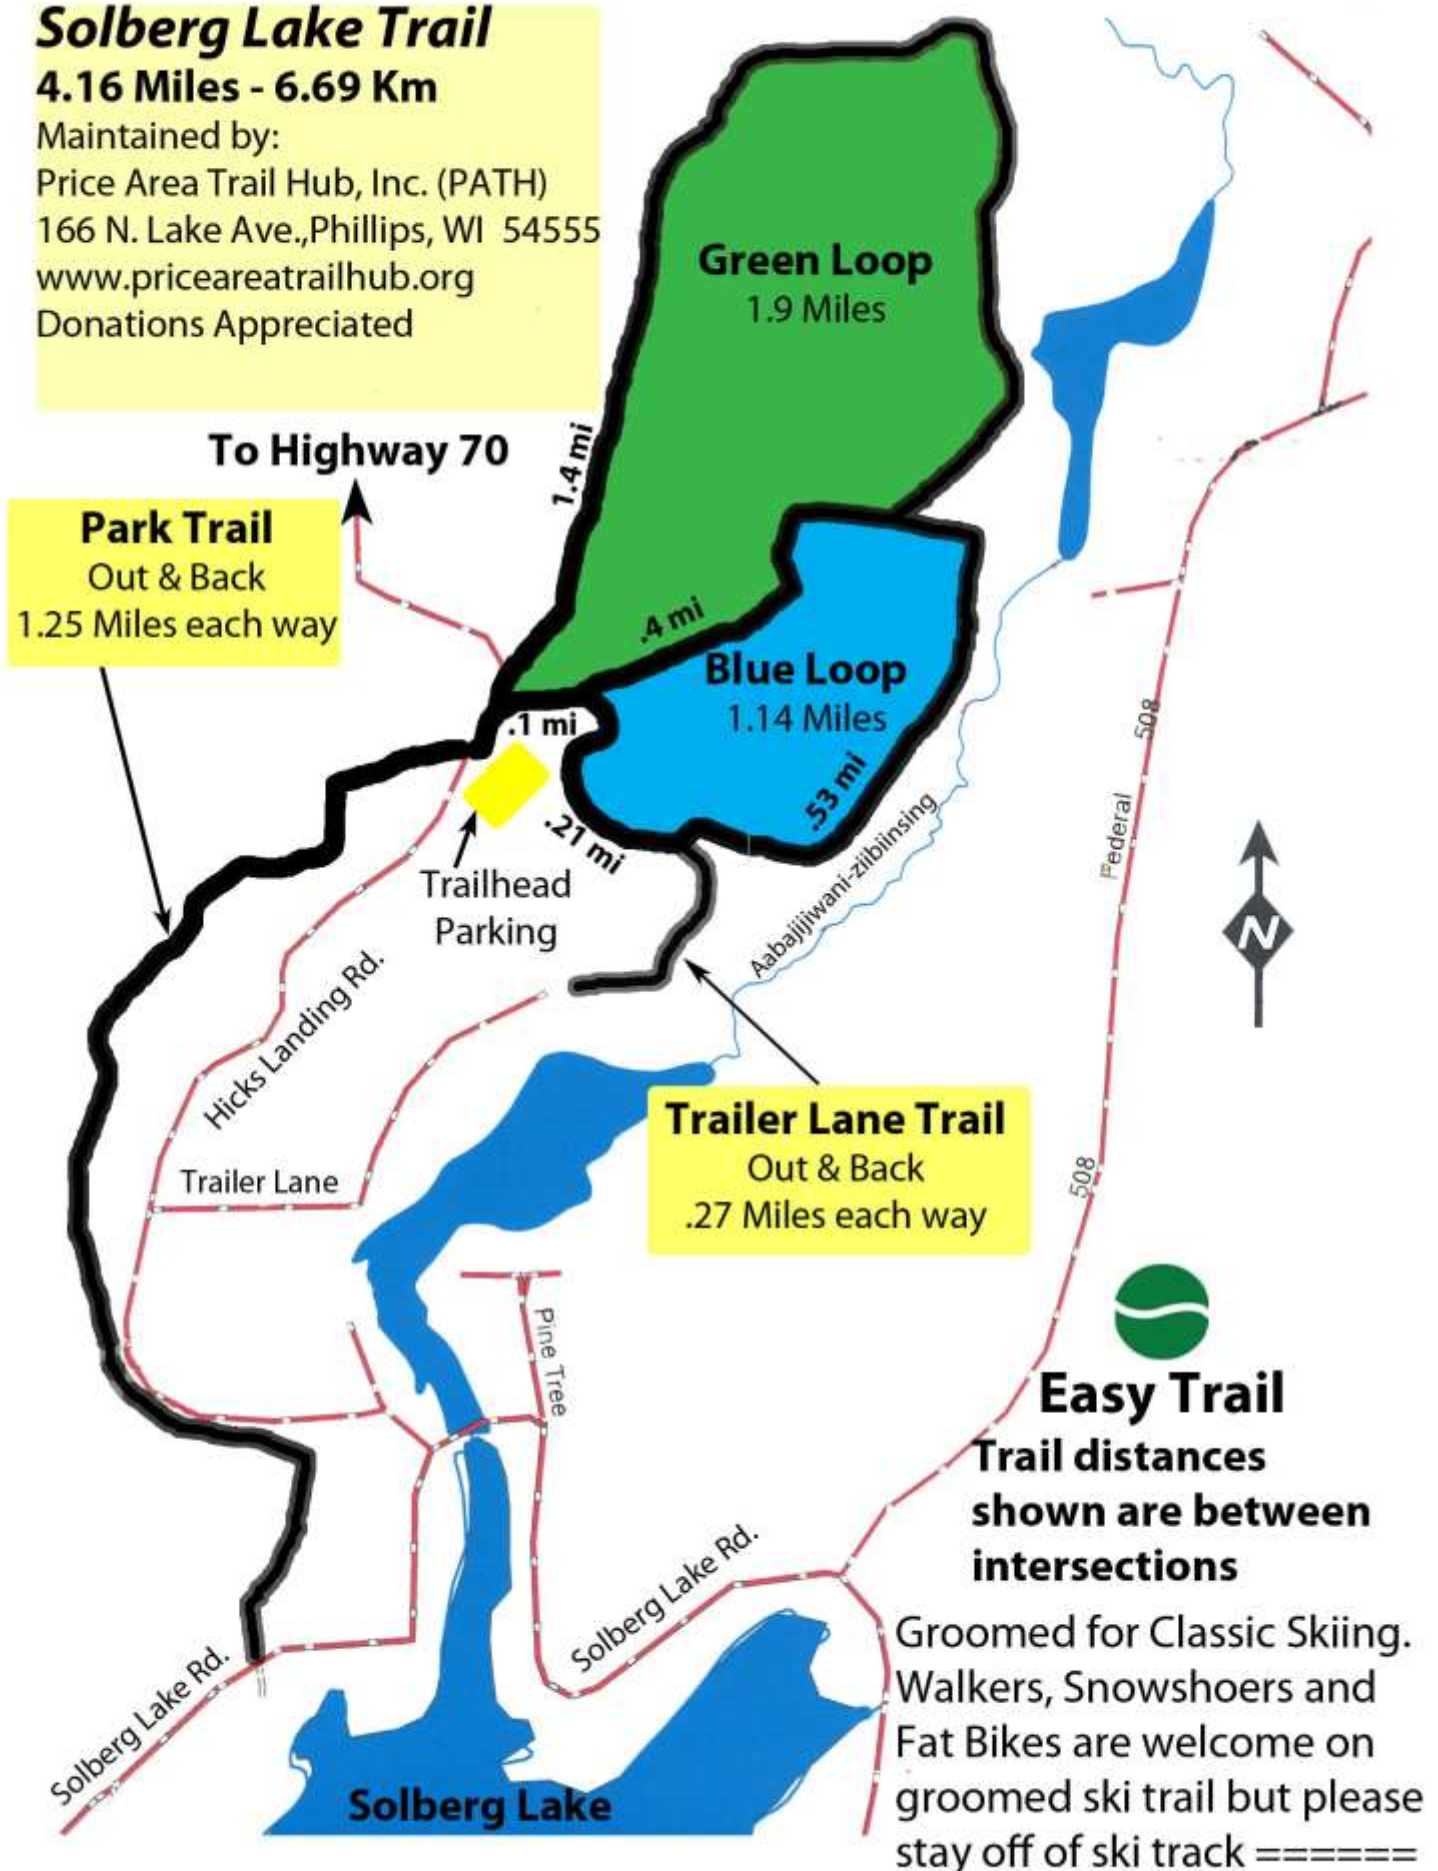 Solberg Lake Trail
4.16 Miles - 6.69 Km
Maintained by:
Price Area Trail Hub, Inc. (PATH)
166 N. Lake Ave.,Phillips, WI  54555
www.priceareatrailhub.org
Donations Appreciated
Green Loop
1.9 Miles
To Highway 70
1.4 mi
Park Trail
Out & Back
1.25 Miles each way
.4 mi
Blue Loop
1.14 Miles
.1 mi
.53 mi
.21 mi
508
Federal
Trailhead
Parking
Aabajijiwani-ziibiinsing
N
Hicks Landing Rd.
Trailer Lane Trail
Out & Back
.27 Miles each way
Trailer Lane
508
Pine Tree
Easy Trail
Trail distances
shown are between
intersections
Solberg Lake Rd.
Solberg Lake Rd.
Solberg Lake
Groomed for Classic Skiing.
Walkers, Snowshoers and
Fat Bikes are welcome on
groomed ski trail but please
stay off of ski track ======